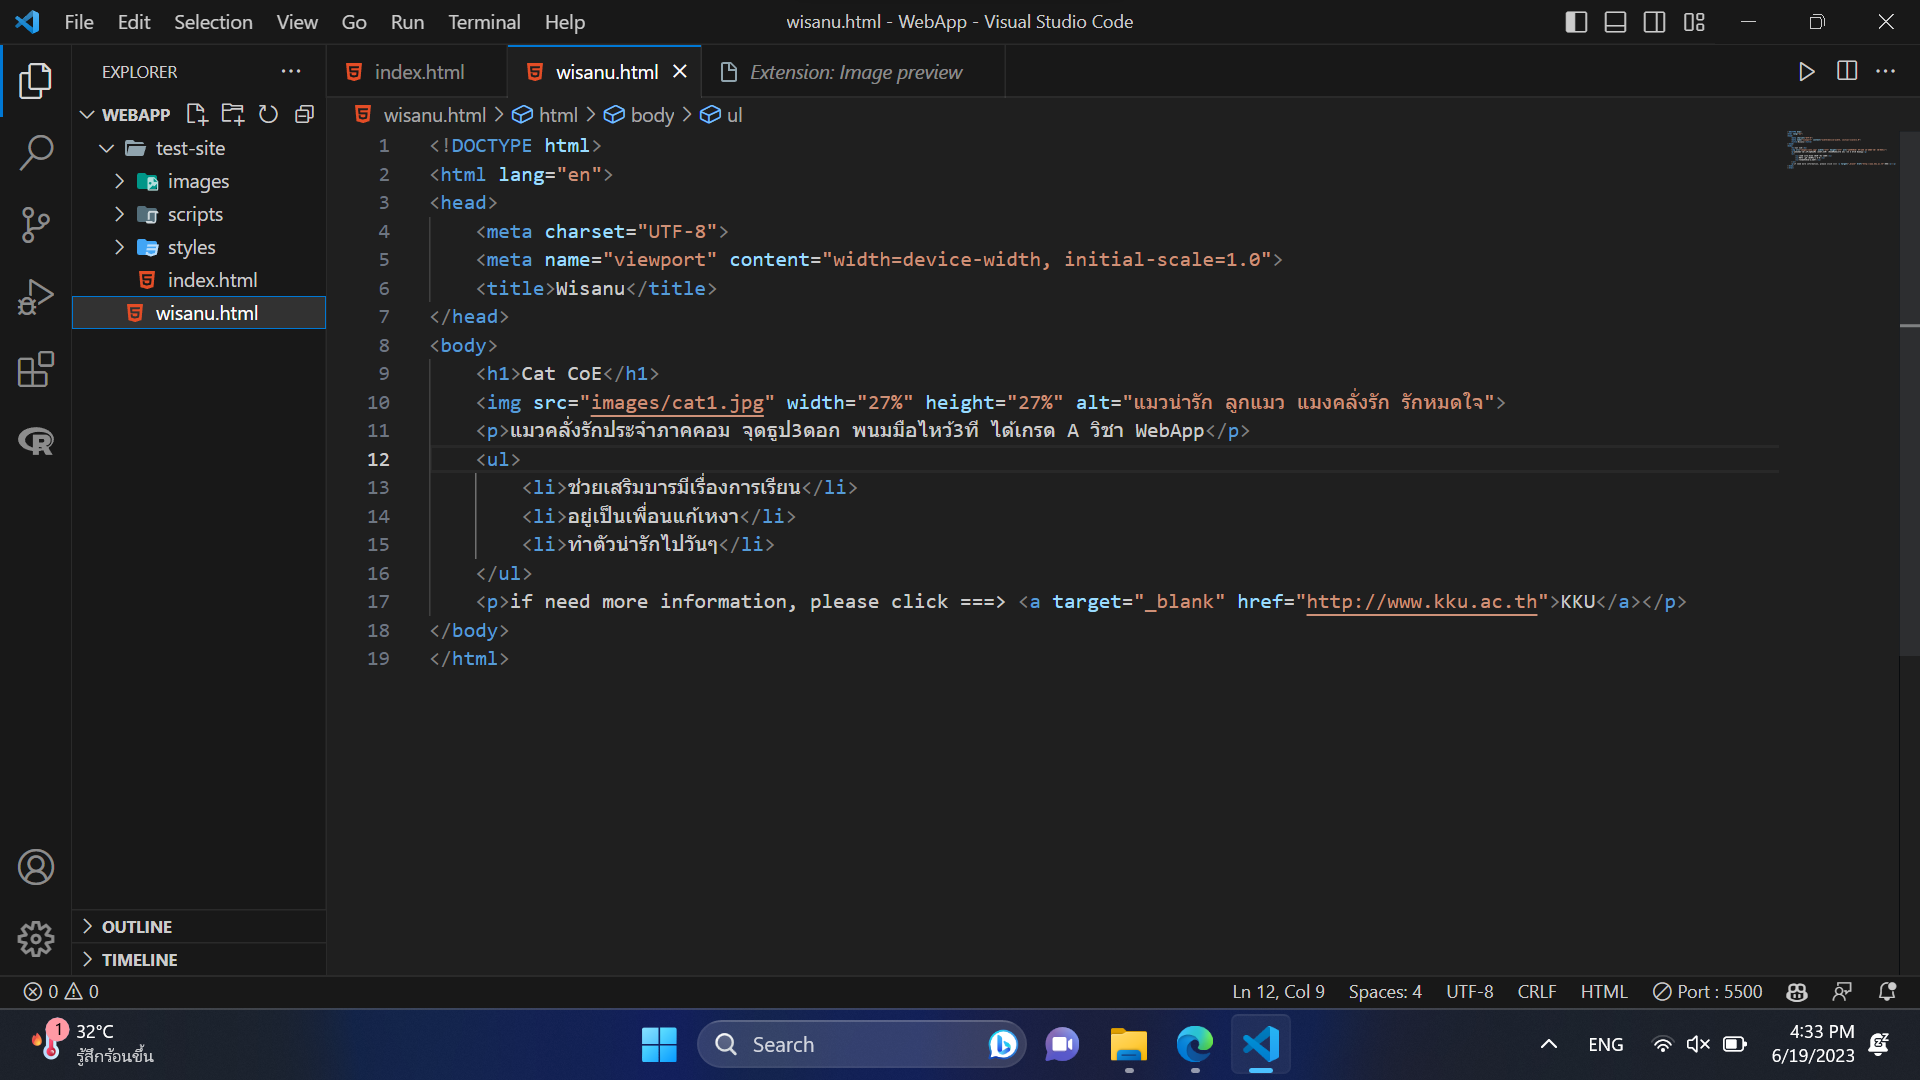 File Edit Selection View Go Run Terminal Help
wisanu.html - WebApp - Visual Studio Code
EXPLORER
WEBAPP
test-site
images
scripts
styles
index.html
wisanu.html
OUTLINE
TIMELINE
index.html
wisanu.html
Extension: Image preview
wisanu.html > html > body > ul
1 <!DOCTYPE html>
2 <html lang="en">
3 <head>
4 <meta charset="UTF-8">
5 <meta name="viewport" content="width=device-width, initial-scale=1.0">
6 <title>Wisanu</title>
7 </head>
8 <body>
9 <h1>Cat CoE</h1>
10 <img src="images/cat1.jpg" width="27%" height="27%" alt="แมวน่ารัก ลูกแมว แมงคลั่งรัก รักหมดใจ">
11 <p>แมวคลั่งรักประจำภาคคอม จุดธูป3ดอก พนมมือไหว้3ที ได้เกรด A วิชา WebApp</p>
12 <ul>
13 <li>ช่วยเสริมบารมีเรื่องการเรียน</li>
14 <li>อยู่เป็นเพื่อนแก้เหงา</li>
15 <li>ทำตัวน่ารักไปวันๆ</li>
16 </ul>
17 <p>if need more information, please click ===> <a target="_blank" href="http://www.kku.ac.th">KKU</a></p>
18 </body>
19 </html>
0 0
Ln 12, Col 9 Spaces: 4 UTF-8 CRLF HTML Port : 5500
1
32°C
รู้สึกร้อนขึ้น
Search
ENG
4:33 PM
6/19/2023